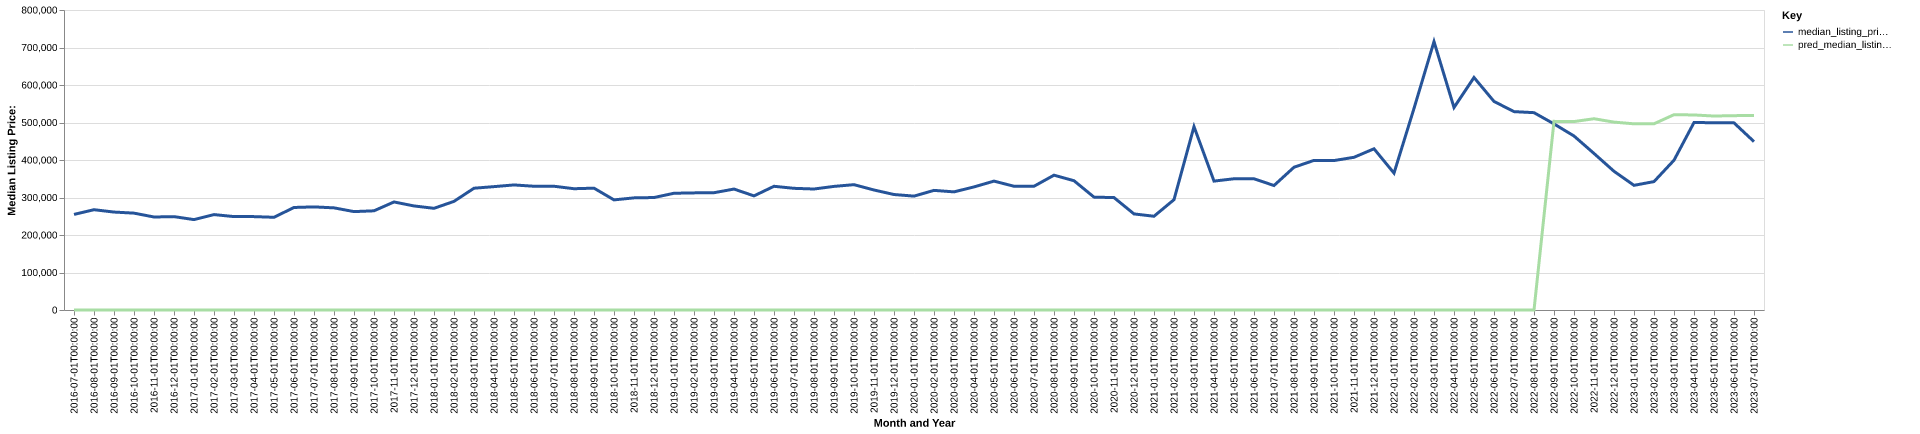 800,000
700,000
600,000
500,000
400,000
300,000
200,000
100,000
0
Median Listing Price:
2016-07-01T00:00:00
2016-08-01T00:00:00
2016-09-01T00:00:00
2016-10-01T00:00:00
2016-11-01T00:00:00
2016-12-01T00:00:00
2017-01-01T00:00:00
2017-02-01T00:00:00
2017-03-01T00:00:00
2017-04-01T00:00:00
2017-05-01T00:00:00
2017-06-01T00:00:00
2017-07-01T00:00:00
2017-08-01T00:00:00
2017-09-01T00:00:00
2017-10-01T00:00:00
2017-11-01T00:00:00
2017-12-01T00:00:00
2018-01-01T00:00:00
2018-02-01T00:00:00
2018-03-01T00:00:00
2018-04-01T00:00:00
2018-05-01T00:00:00
2018-06-01T00:00:00
2018-07-01T00:00:00
2018-08-01T00:00:00
2018-09-01T00:00:00
2018-10-01T00:00:00
2018-11-01T00:00:00
2018-12-01T00:00:00
2019-01-01T00:00:00
2019-02-01T00:00:00
2019-03-01T00:00:00
2019-04-01T00:00:00
2019-05-01T00:00:00
2019-06-01T00:00:00
2019-07-01T00:00:00
2019-08-01T00:00:00
2019-09-01T00:00:00
2019-10-01T00:00:00
2019-11-01T00:00:00
2019-12-01T00:00:00
2020-01-01T00:00:00
2020-02-01T00:00:00
2020-03-01T00:00:00
2020-04-01T00:00:00
2020-05-01T00:00:00
2020-06-01T00:00:00
2020-07-01T00:00:00
2020-08-01T00:00:00
2020-09-01T00:00:00
2020-10-01T00:00:00
2020-11-01T00:00:00
2020-12-01T00:00:00
2021-01-01T00:00:00
2021-02-01T00:00:00
2021-03-01T00:00:00
2021-04-01T00:00:00
2021-05-01T00:00:00
2021-06-01T00:00:00
2021-07-01T00:00:00
2021-08-01T00:00:00
2021-09-01T00:00:00
2021-10-01T00:00:00
2021-11-01T00:00:00
2021-12-01T00:00:00
2022-01-01T00:00:00
2022-02-01T00:00:00
2022-03-01T00:00:00
2022-04-01T00:00:00
2022-05-01T00:00:00
2022-06-01T00:00:00
2022-07-01T00:00:00
2022-08-01T00:00:00
2022-09-01T00:00:00
2022-10-01T00:00:00
2022-11-01T00:00:00
2022-12-01T00:00:00
2023-01-01T00:00:00
2023-02-01T00:00:00
2023-03-01T00:00:00
2023-04-01T00:00:00
2023-05-01T00:00:00
2023-06-01T00:00:00
2023-07-01T00:00:00
Month and Year
Key
median_listing_pri…
pred_median_listin…